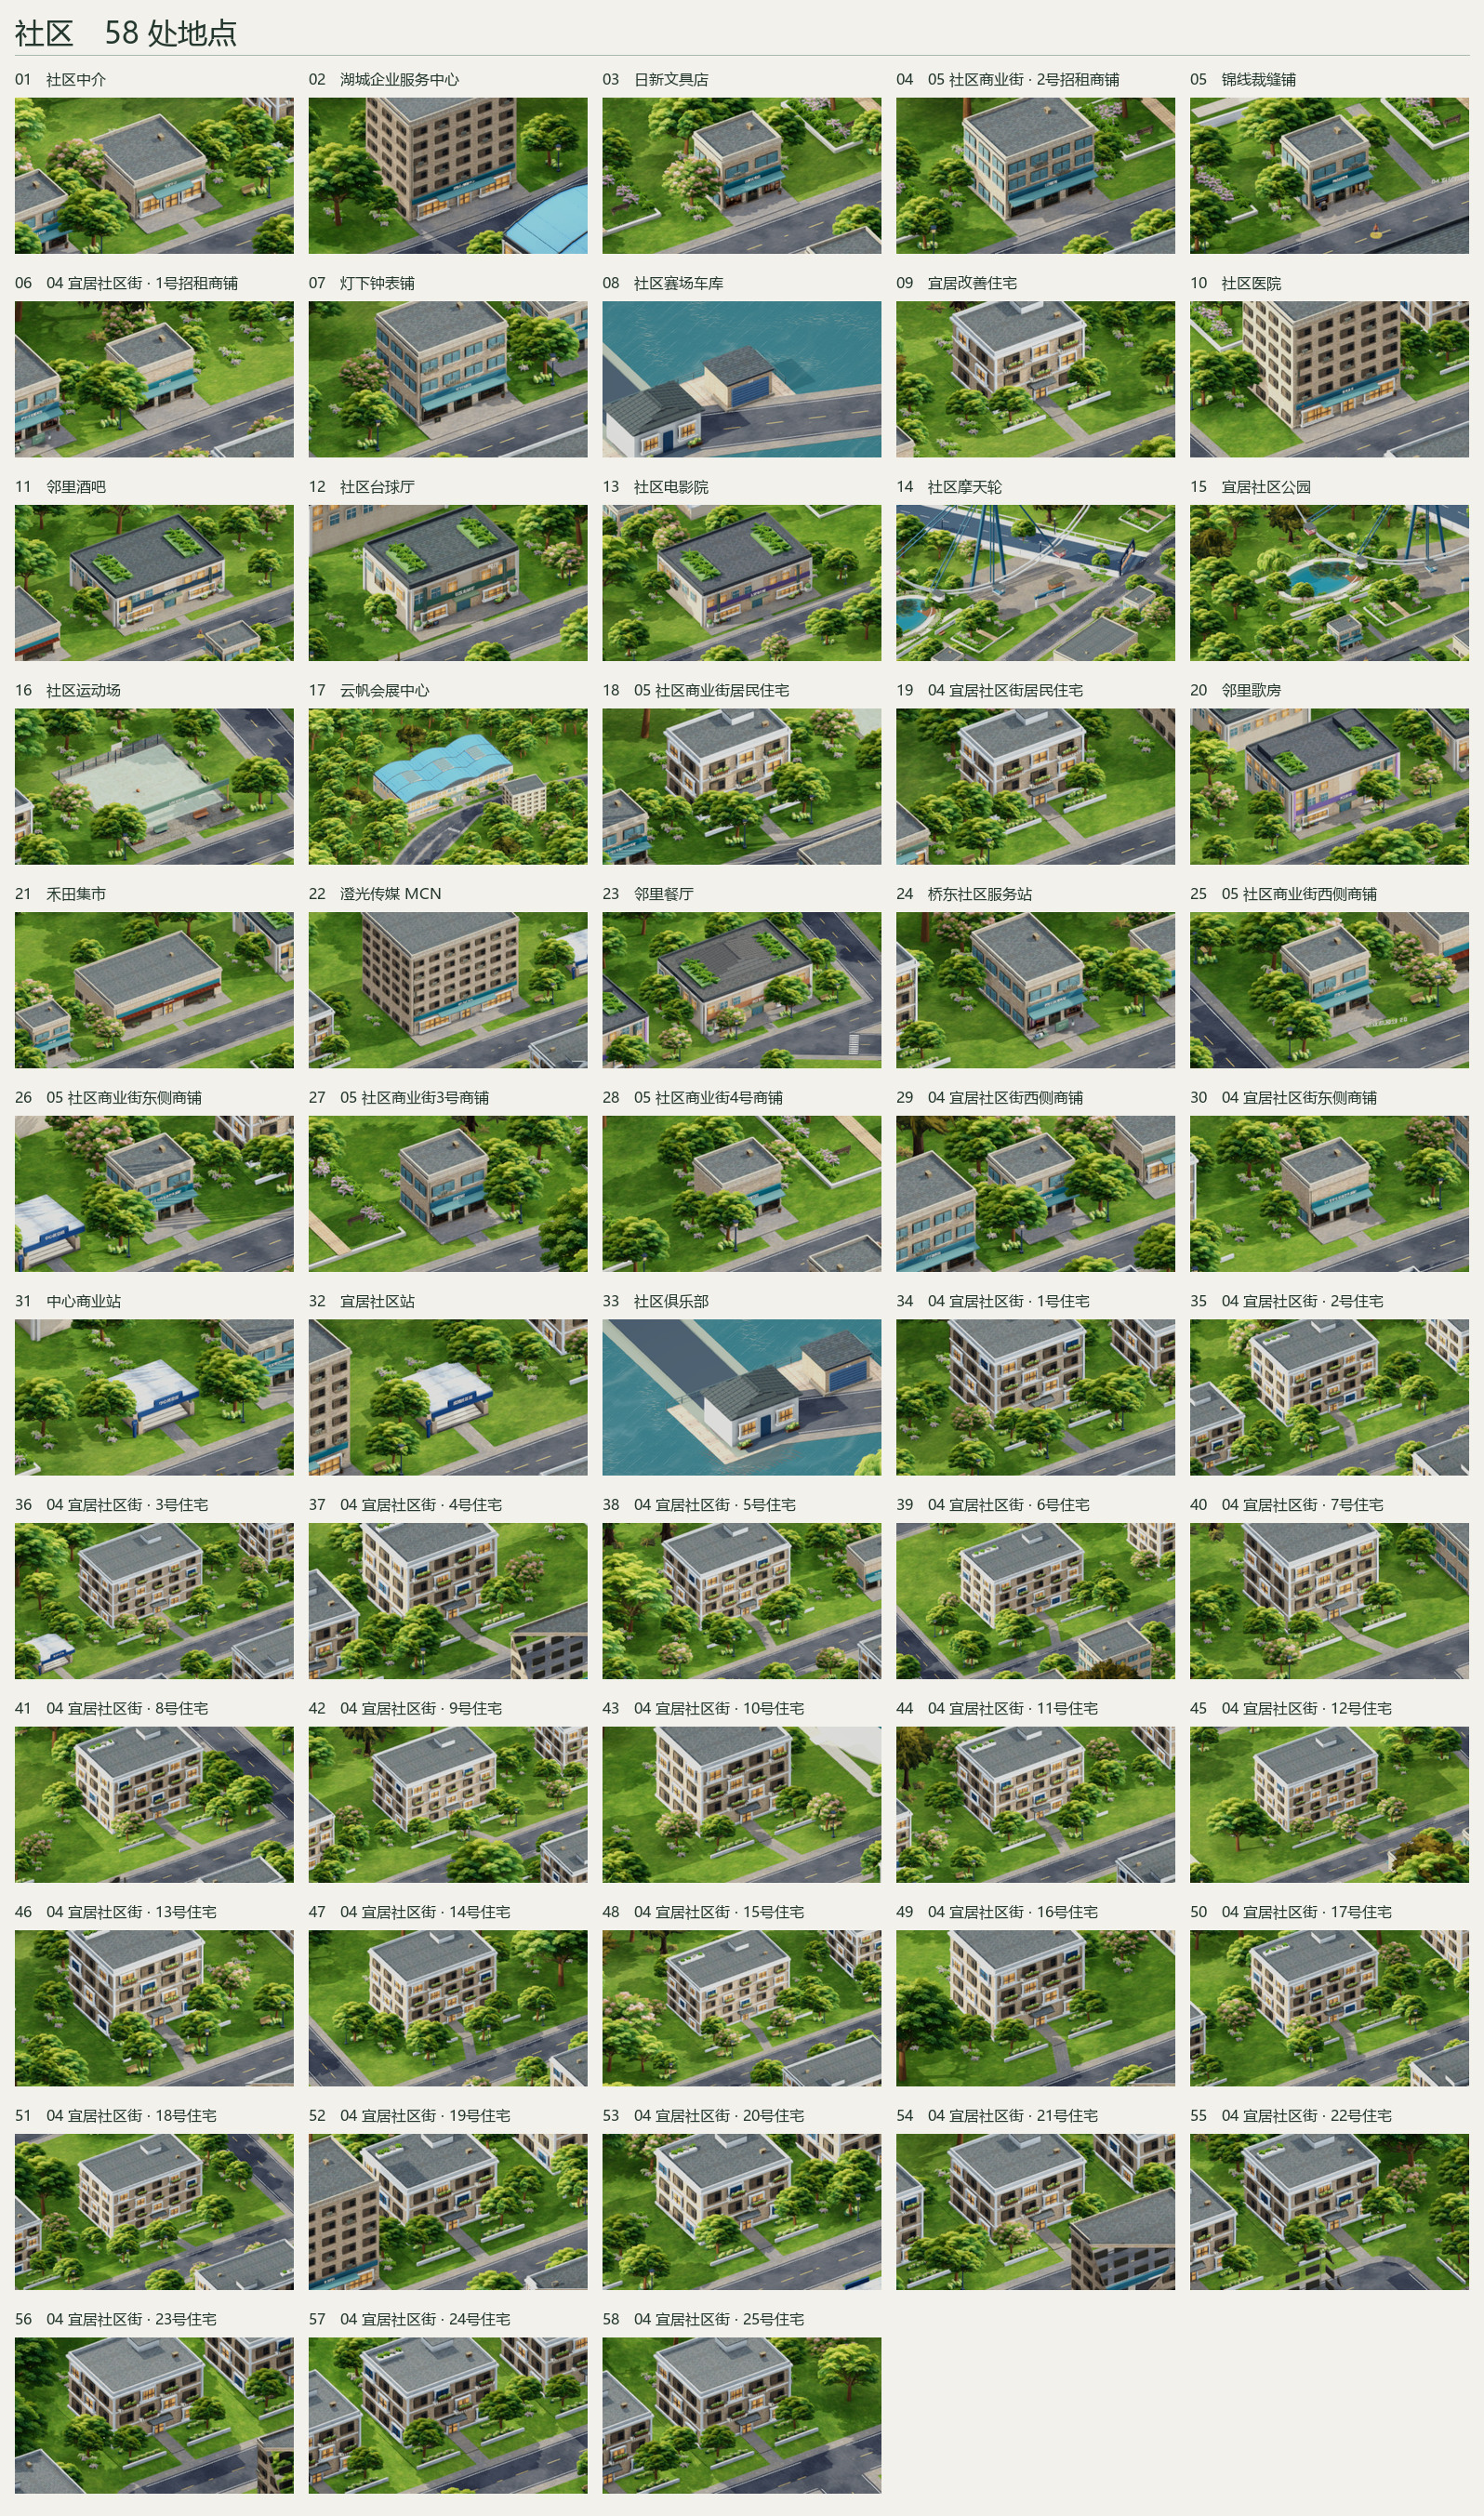 社区 58 处地点
01 社区中介
02 湖城企业服务中心
03 日新文具店
04 05 社区商业街 · 2号招租商铺
05 锦线裁缝铺
06 04 宜居社区街 · 1号招租商铺
07 灯下钟表铺
08 社区赛场车库
09 宜居改善住宅
10 社区医院
11 邻里酒吧
12 社区台球厅
13 社区电影院
14 社区摩天轮
15 宜居社区公园
16 社区运动场
17 云帆会展中心
18 05 社区商业街居民住宅
19 04 宜居社区街居民住宅
20 邻里歌房
21 禾田集市
22 澄光传媒 MCN
23 邻里餐厅
24 桥东社区服务站
25 05 社区商业街西侧商铺
26 05 社区商业街东侧商铺
27 05 社区商业街3号商铺
28 05 社区商业街4号商铺
29 04 宜居社区街西侧商铺
30 04 宜居社区街东侧商铺
31 中心商业站
32 宜居社区站
33 社区俱乐部
34 04 宜居社区街 · 1号住宅
35 04 宜居社区街 · 2号住宅
36 04 宜居社区街 · 3号住宅
37 04 宜居社区街 · 4号住宅
38 04 宜居社区街 · 5号住宅
39 04 宜居社区街 · 6号住宅
40 04 宜居社区街 · 7号住宅
41 04 宜居社区街 · 8号住宅
42 04 宜居社区街 · 9号住宅
43 04 宜居社区街 · 10号住宅
44 04 宜居社区街 · 11号住宅
45 04 宜居社区街 · 12号住宅
46 04 宜居社区街 · 13号住宅
47 04 宜居社区街 · 14号住宅
48 04 宜居社区街 · 15号住宅
49 04 宜居社区街 · 16号住宅
50 04 宜居社区街 · 17号住宅
51 04 宜居社区街 · 18号住宅
52 04 宜居社区街 · 19号住宅
53 04 宜居社区街 · 20号住宅
54 04 宜居社区街 · 21号住宅
55 04 宜居社区街 · 22号住宅
56 04 宜居社区街 · 23号住宅
57 04 宜居社区街 · 24号住宅
58 04 宜居社区街 · 25号住宅